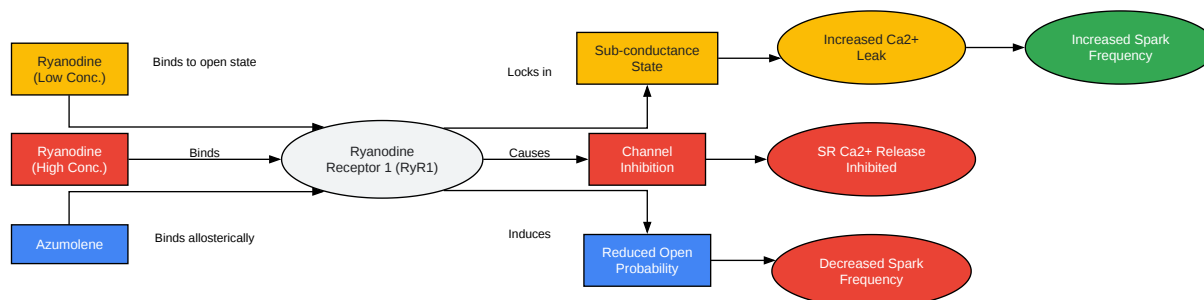 Ryanodine
(Low Conc.)
Binds to open state
Locks in
Sub-conductance
State
Increased Ca2+
Leak
Increased Spark
Frequency
Ryanodine
(High Conc.)
Binds
Ryanodine
Receptor 1 (RyR1)
Causes
Channel
Inhibition
SR Ca2+ Release
Inhibited
Azumolene
Binds allosterically
Induces
Reduced Open
Probability
Decreased Spark
Frequency